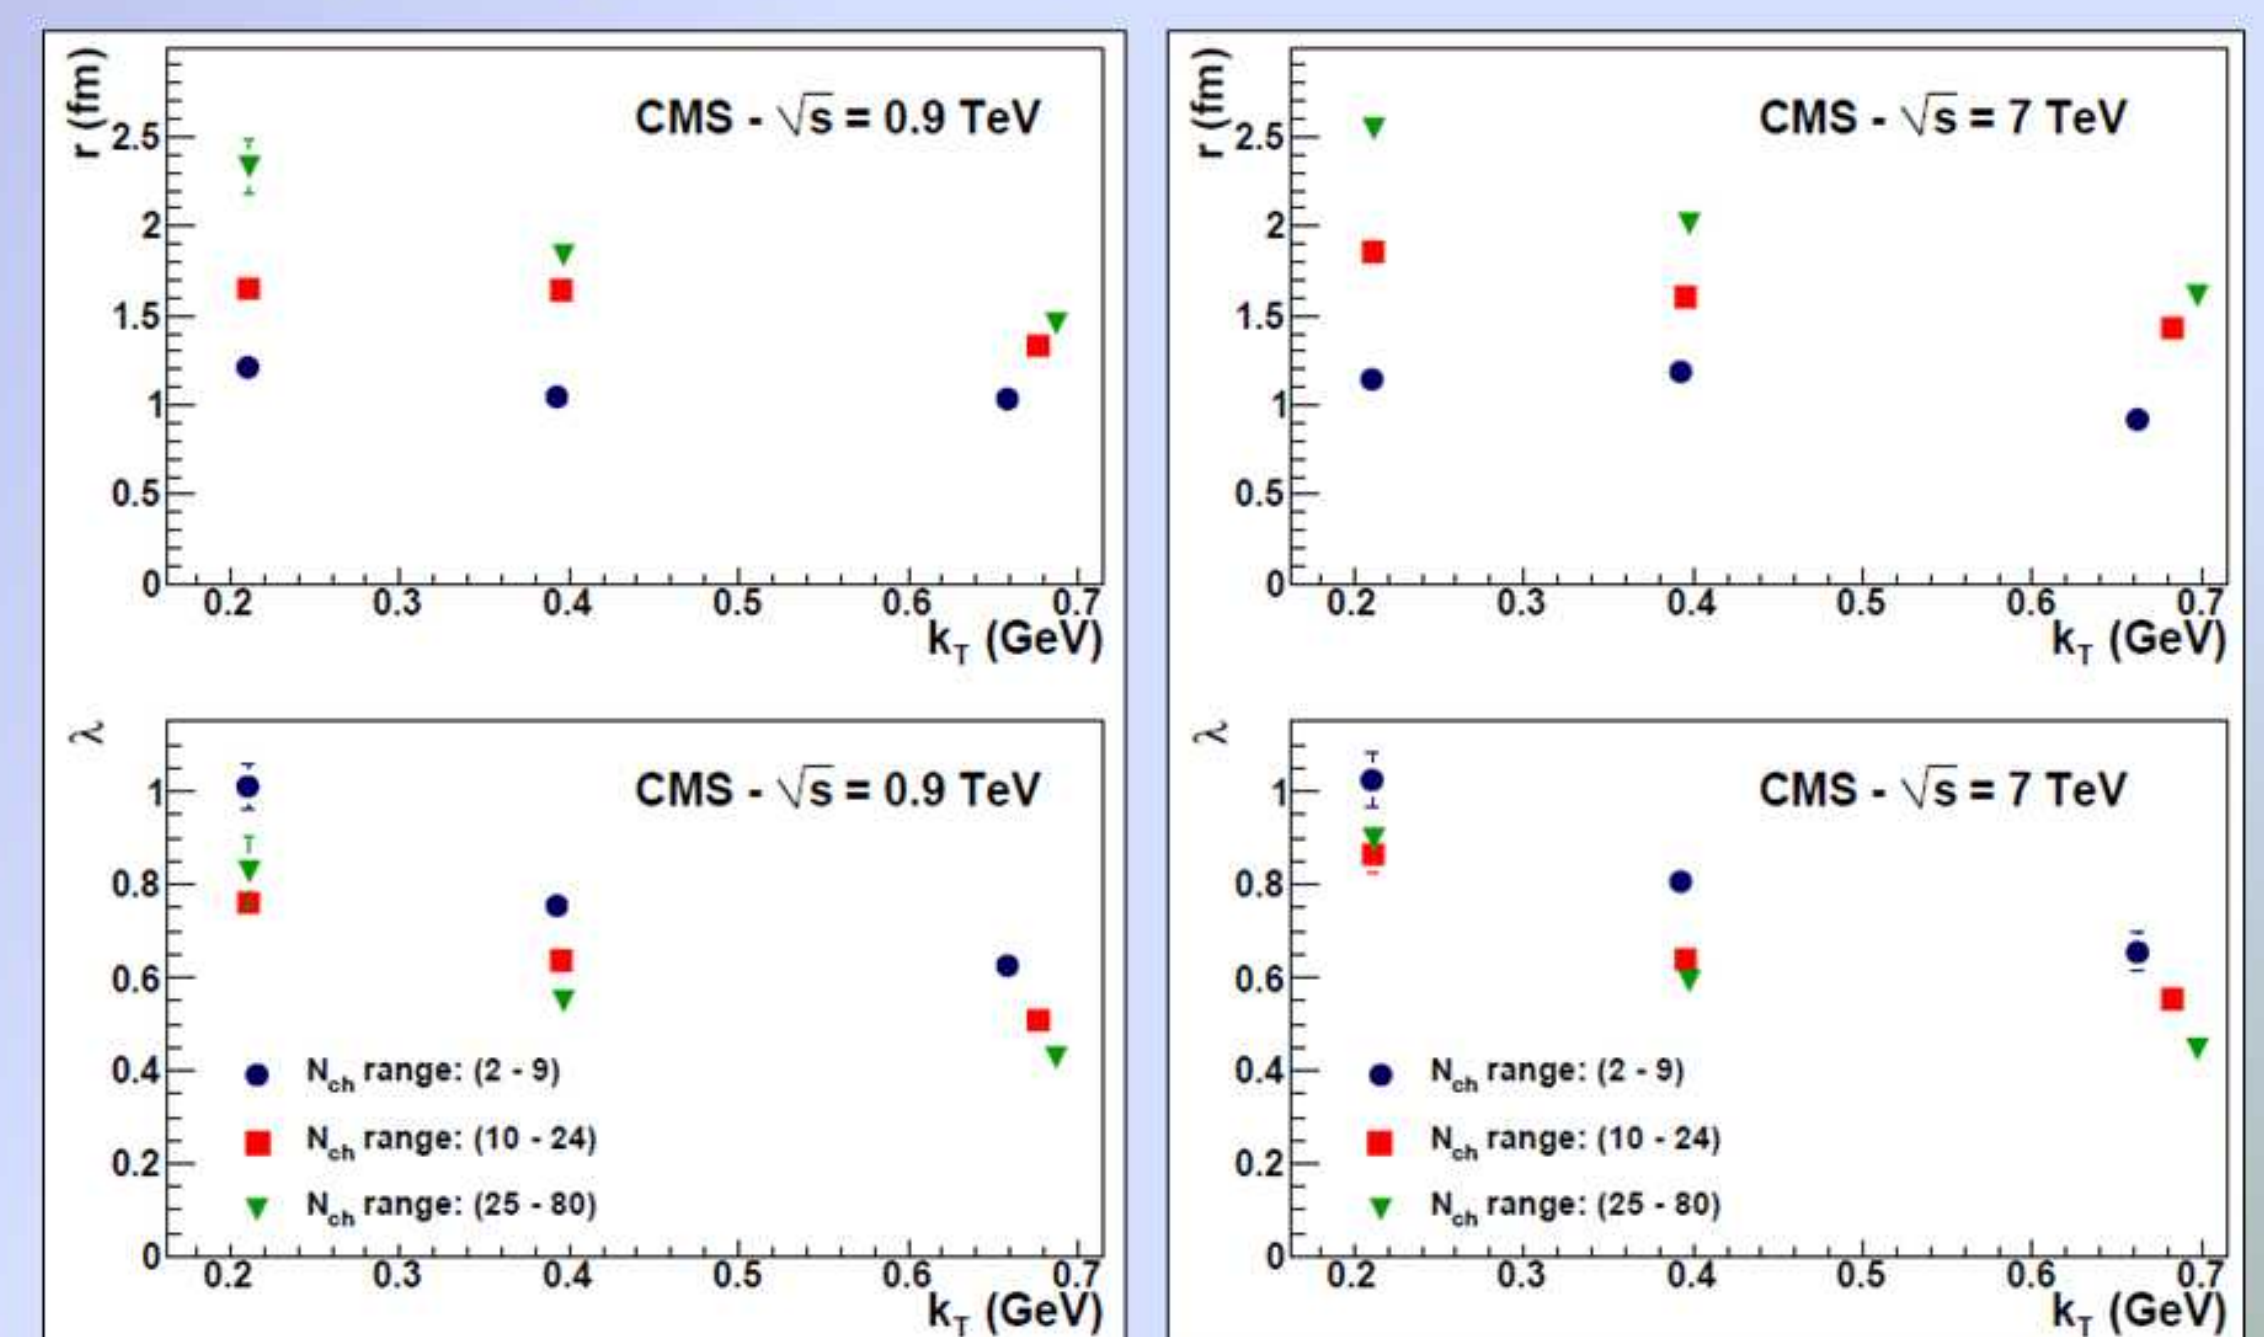 r (fm)
CMS - √s = 0.9 TeV
2.5
2
1.5
1
0.5
0
0.2 0.3 0.4 0.5 0.6 0.7
k_T (GeV)
r (fm)
CMS - √s = 7 TeV
2.5
2
1.5
1
0.5
0
0.2 0.3 0.4 0.5 0.6 0.7
k_T (GeV)
λ
CMS - √s = 0.9 TeV
1
0.8
0.6
0.4
0.2
0
N_ch range: (2 - 9)
N_ch range: (10 - 24)
N_ch range: (25 - 80)
0.2 0.3 0.4 0.5 0.6 0.7
k_T (GeV)
λ
CMS - √s = 7 TeV
1
0.8
0.6
0.4
0.2
0
N_ch range: (2 - 9)
N_ch range: (10 - 24)
N_ch range: (25 - 80)
0.2 0.3 0.4 0.5 0.6 0.7
k_T (GeV)